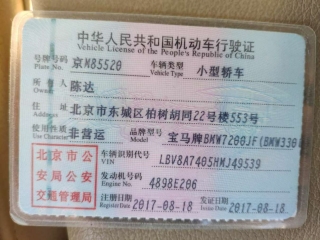 中华人民共和国机动车行驶证
Vehicle License of the People's Republic of China
号牌号码 京M85520 车辆类型 小型轿车
Plate No. Vehicle Type
所有人 陈达
Owner
住址 北京市东城区柏树胡同22号楼553号
Address
使用性质 非营运 品牌型号 宝马牌BMW7200JF(BMW330
Use Character Model
北京市公 车辆识别代号 LBV8A7405HMJ49539
安局公安 VIN
交通管理局 发动机号码 4898E206
Engine No.
注册日期 2017-08-18 发证日期 2017-08-18
Register Date Issue Date